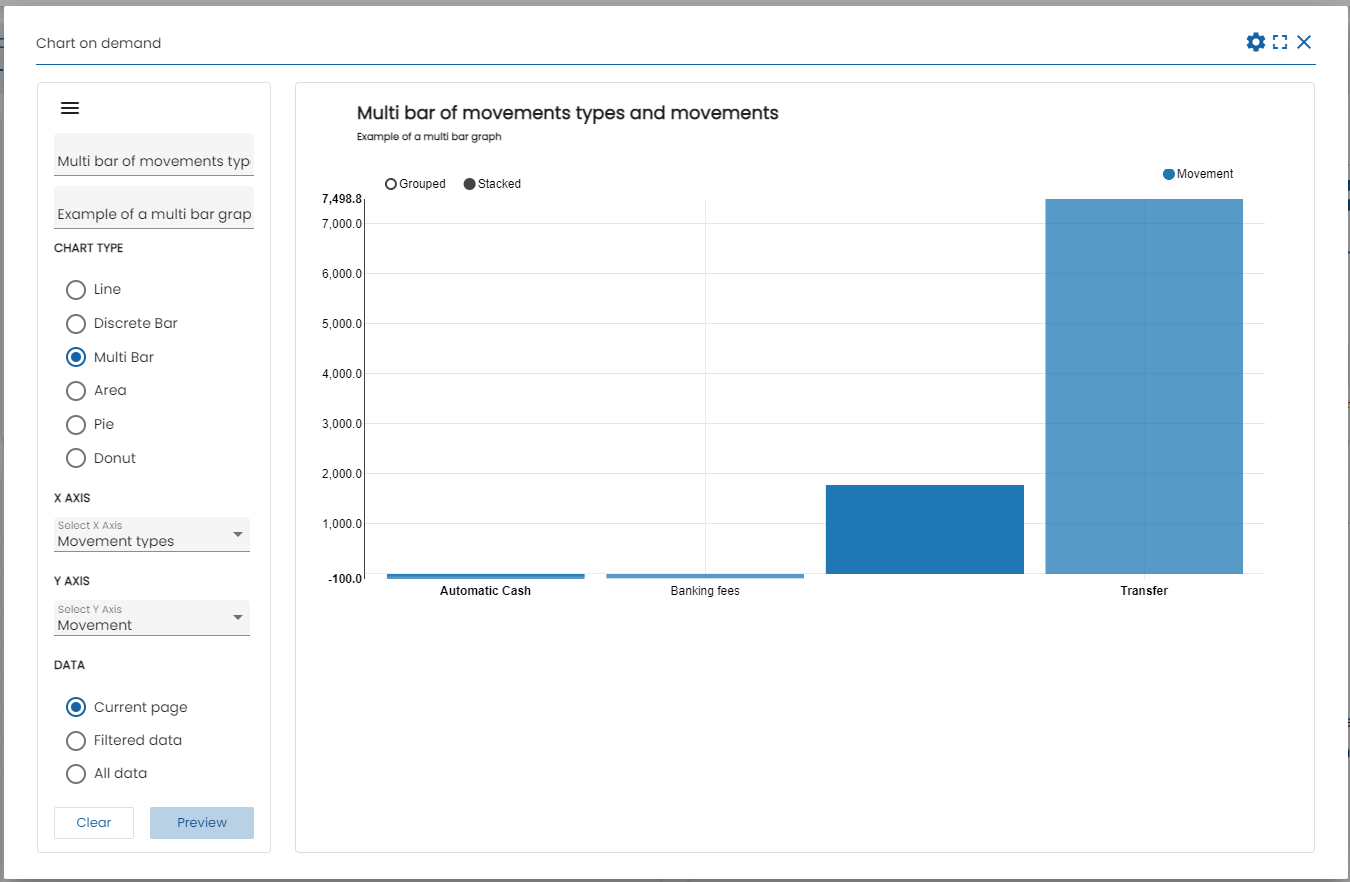 Chart on demand
Multi bar of movements typ
Example of a multi bar grap
CHART TYPE
Line
Discrete Bar
Multi Bar
Area
Pie
Donut
X AXIS
Select X Axis
Movement types
Y AXIS
Select Y Axis
Movement
DATA
Current page
Filtered data
All data
Clear
Preview
Multi bar of movements types and movements
Example of a multi bar graph
Grouped
Stacked
Movement
7,498.8
7,000.0
6,000.0
5,000.0
4,000.0
3,000.0
2,000.0
1,000.0
-100.0
Automatic Cash
Banking fees
Transfer